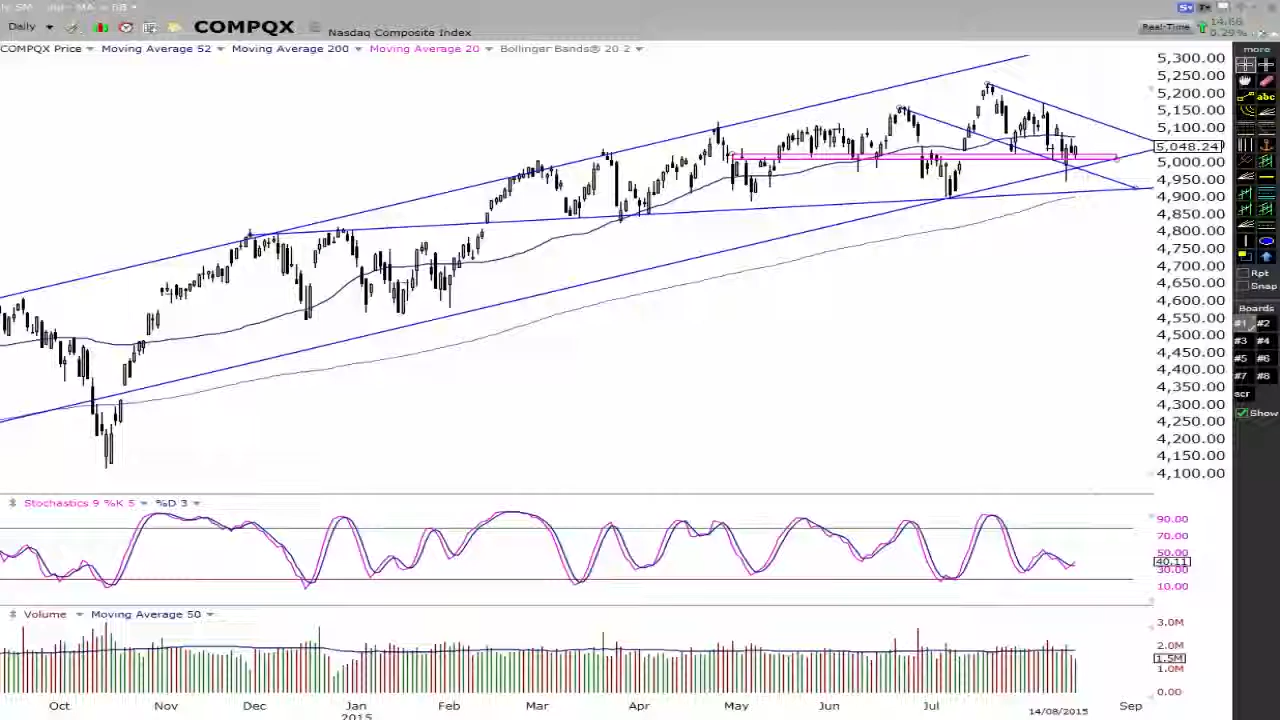 Daily COMPQX Nasdaq Composite Index Real-Time 14.68
0.29%
COMPQX Price Moving Average 52 Moving Average 200 Moving Average 20 Bollinger Bands® 20 2
more
abc
5,300.00
5,250.00
5,200.00
5,150.00
5,100.00
5,048.24
5,000.00
4,950.00
4,900.00
4,850.00
4,800.00
4,750.00
4,700.00
4,650.00
4,600.00
4,550.00
4,500.00
4,450.00
4,400.00
4,350.00
4,300.00
4,250.00
4,200.00
4,150.00
4,100.00
Rpt
Snap
Boards
#1 #2
#3 #4
#5 #6
#7 #8
scr
Show
Stochastics 9 %K 5 %D 3
90.00
70.00
50.00
40.11
30.00
10.00
Volume Moving Average 50
3.0M
2.0M
1.5M
1.0M
0.00
Oct Nov Dec Jan Feb Mar Apr May Jun Jul 14/08/2015 Sep
2015